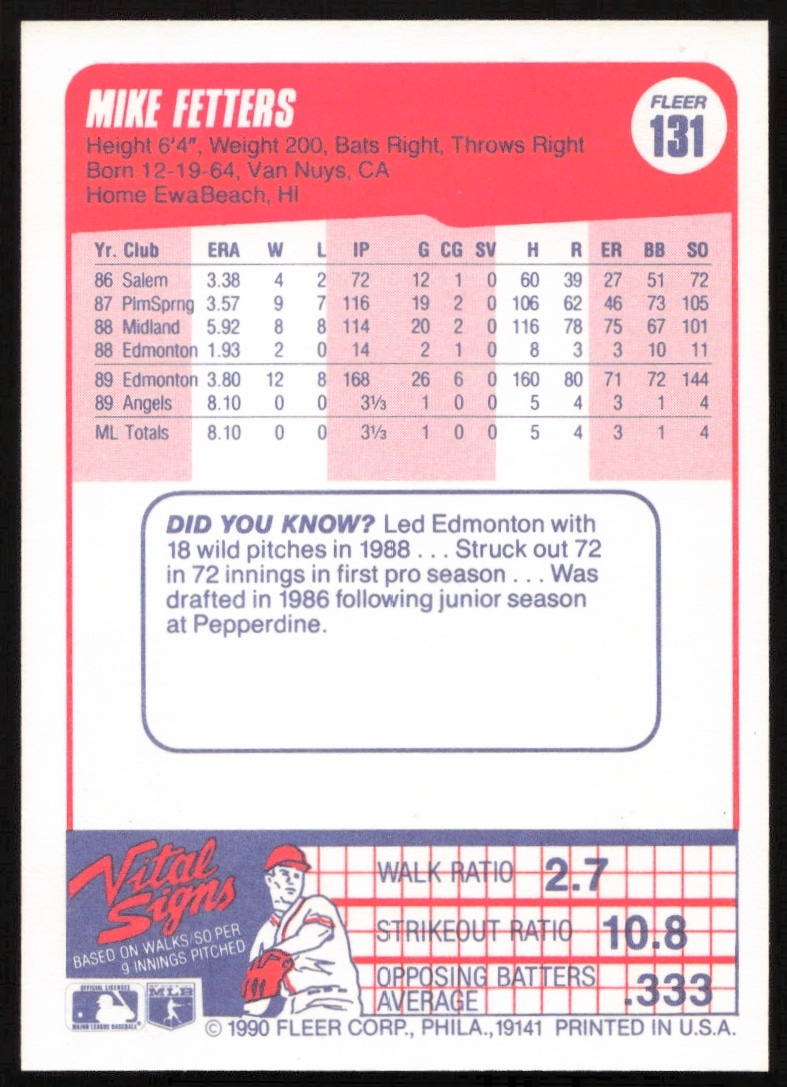 MIKE FETTERS
FLEER
131
Height 6'4", Weight 200, Bats Right, Throws Right
Born 12-19-64, Van Nuys, CA
Home EwaBeach, HI
Yr. Club ERA W L IP G CG SV H R ER BB SO
86 Salem 3.38 4 2 72 12 1 0 60 39 27 51 72
87 PlmSprng 3.57 9 7 116 19 2 0 106 62 46 73 105
88 Midland 5.92 8 8 114 20 2 0 116 78 75 67 101
88 Edmonton 1.93 2 0 14 2 1 0 8 3 3 10 11
89 Edmonton 3.80 12 8 168 26 6 0 160 80 71 72 144
89 Angels 8.10 0 0 3⅓ 1 0 0 5 4 3 1 4
ML Totals 8.10 0 0 3⅓ 1 0 0 5 4 3 1 4
DID YOU KNOW? Led Edmonton with
18 wild pitches in 1988 . . . Struck out 72
in 72 innings in first pro season . . . Was
drafted in 1986 following junior season
at Pepperdine.
Vital
Signs
BASED ON WALKS/SO PER
9 INNINGS PITCHED
WALK RATIO 2.7
STRIKEOUT RATIO 10.8
OPPOSING BATTERS
AVERAGE .333
OFFICIAL LICENSEE
MAJOR LEAGUE BASEBALL
MLB
© 1990 FLEER CORP., PHILA., 19141 PRINTED IN U.S.A.